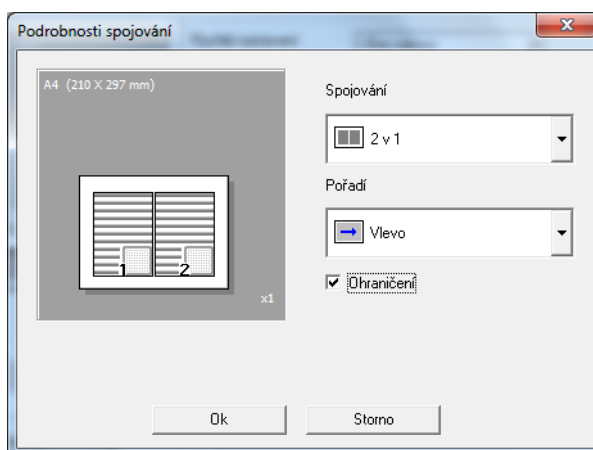 Podrobnosti spojování
A4 (210 X 297 mm)
1 2
x1
Spojování
2 v 1
Pořadí
Vlevo
Ohraničení
Ok
Storno